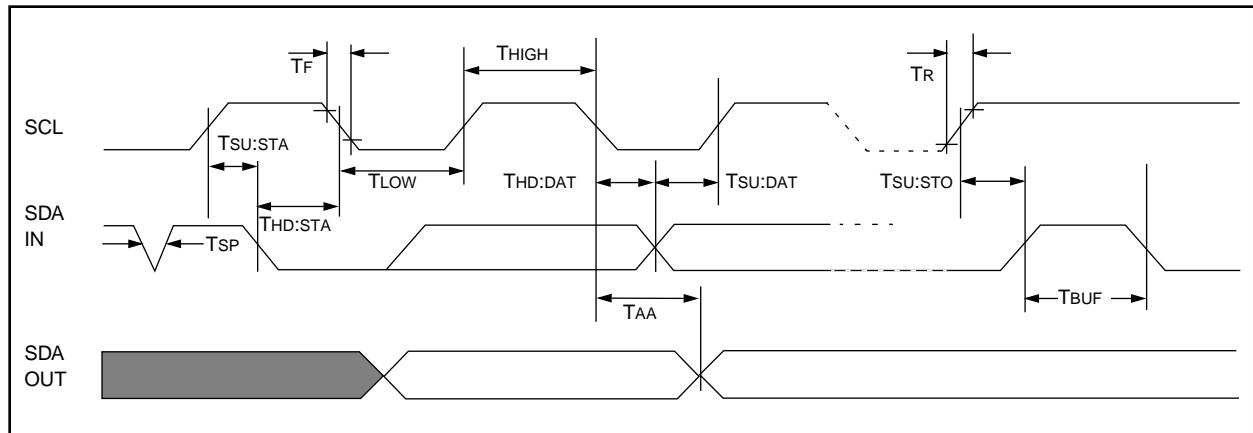 TF
THIGH
TR
SCL
TSU:STA
TLOW
THD:DAT
TSU:DAT
TSU:STO
SDA
IN
TSP
THD:STA
TAA
TBUF
SDA
OUT